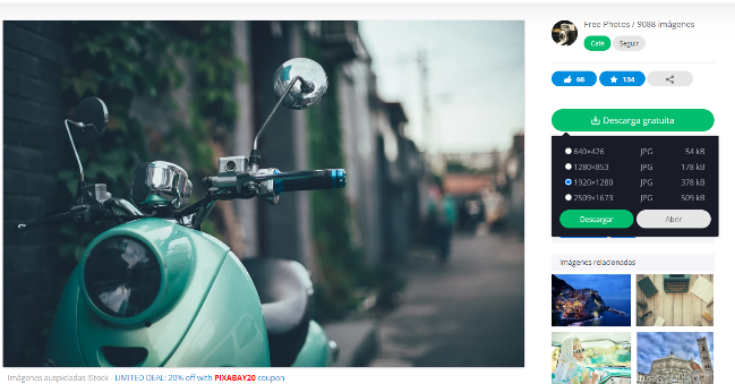 Free Photos / 9088 imágenes
Café Seguir
66 134
Descarga gratuita
640×426 JPG 54 kB
1280×853 JPG 178 kB
1920×1280 JPG 378 kB
2509×1673 JPG 509 kB
Descargar Abrir
Imágenes relacionadas
Imágenes auspiciadas iStock LIMITED DEAL: 20% off with PIXABAY20 coupon